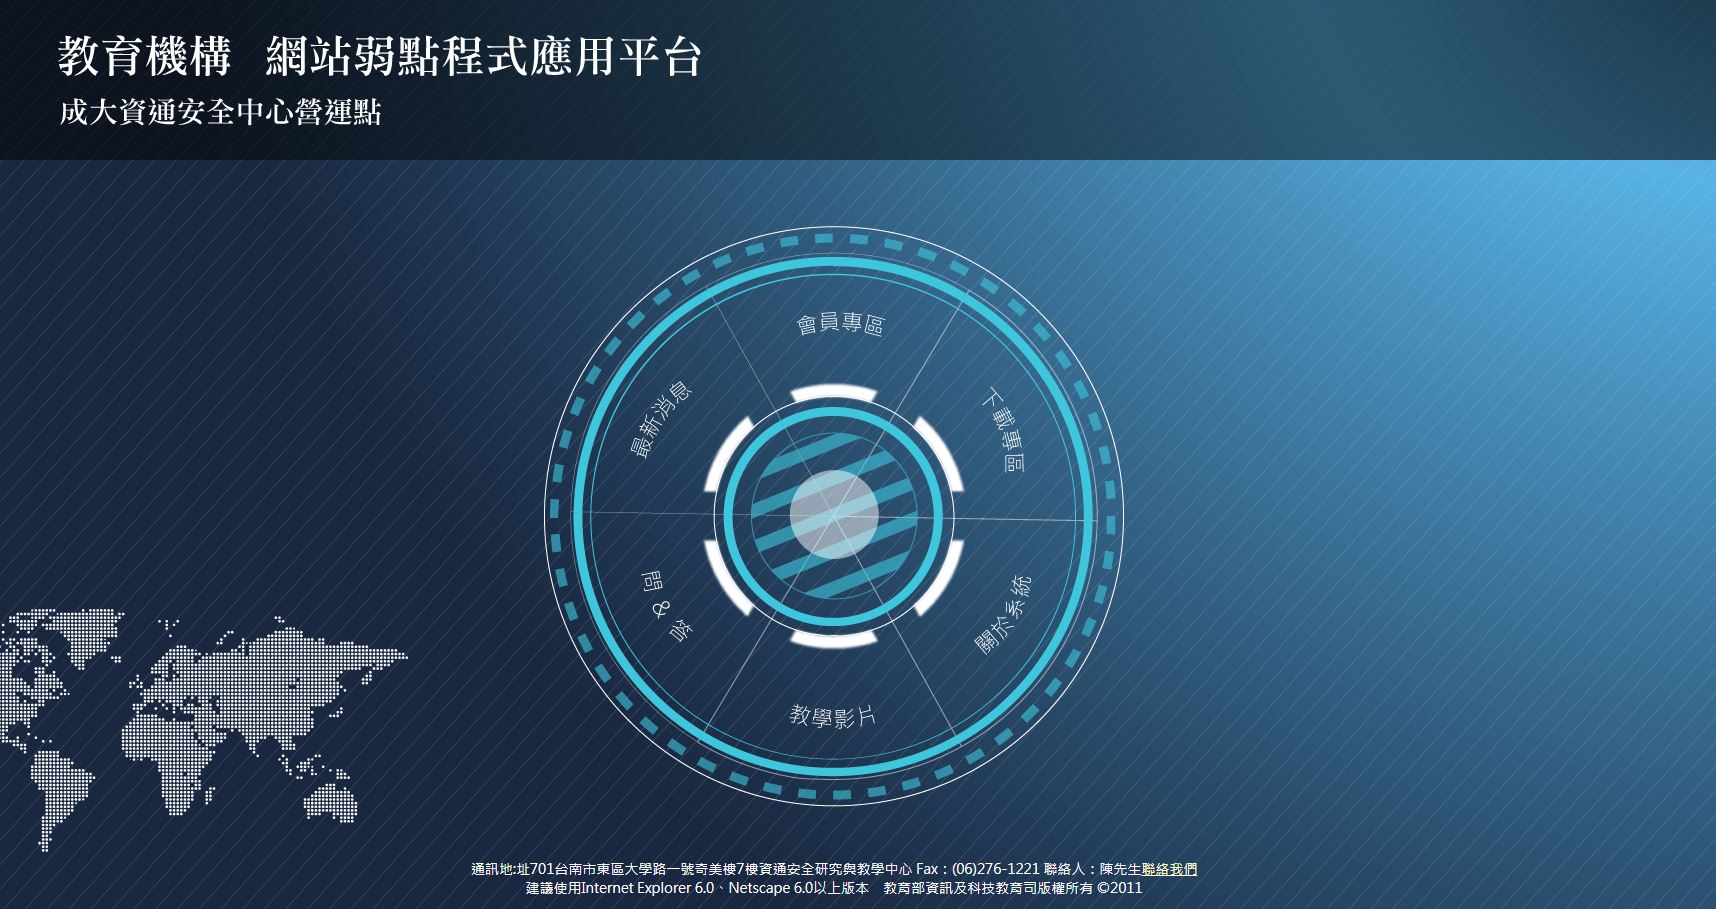 教育機構 網站弱點程式應用平台
成大資通安全中心營運點
會員專區
最新消息
下載專區
問 & 答
關於系統
教學影片
通訊地:址701台南市東區大學路一號奇美樓7樓資通安全研究與教學中心 Fax：(06)276-1221 聯絡人：陳先生聯絡我們
建議使用Internet Explorer 6.0、Netscape 6.0以上版本 教育部資訊及科技教育司版權所有 ©2011